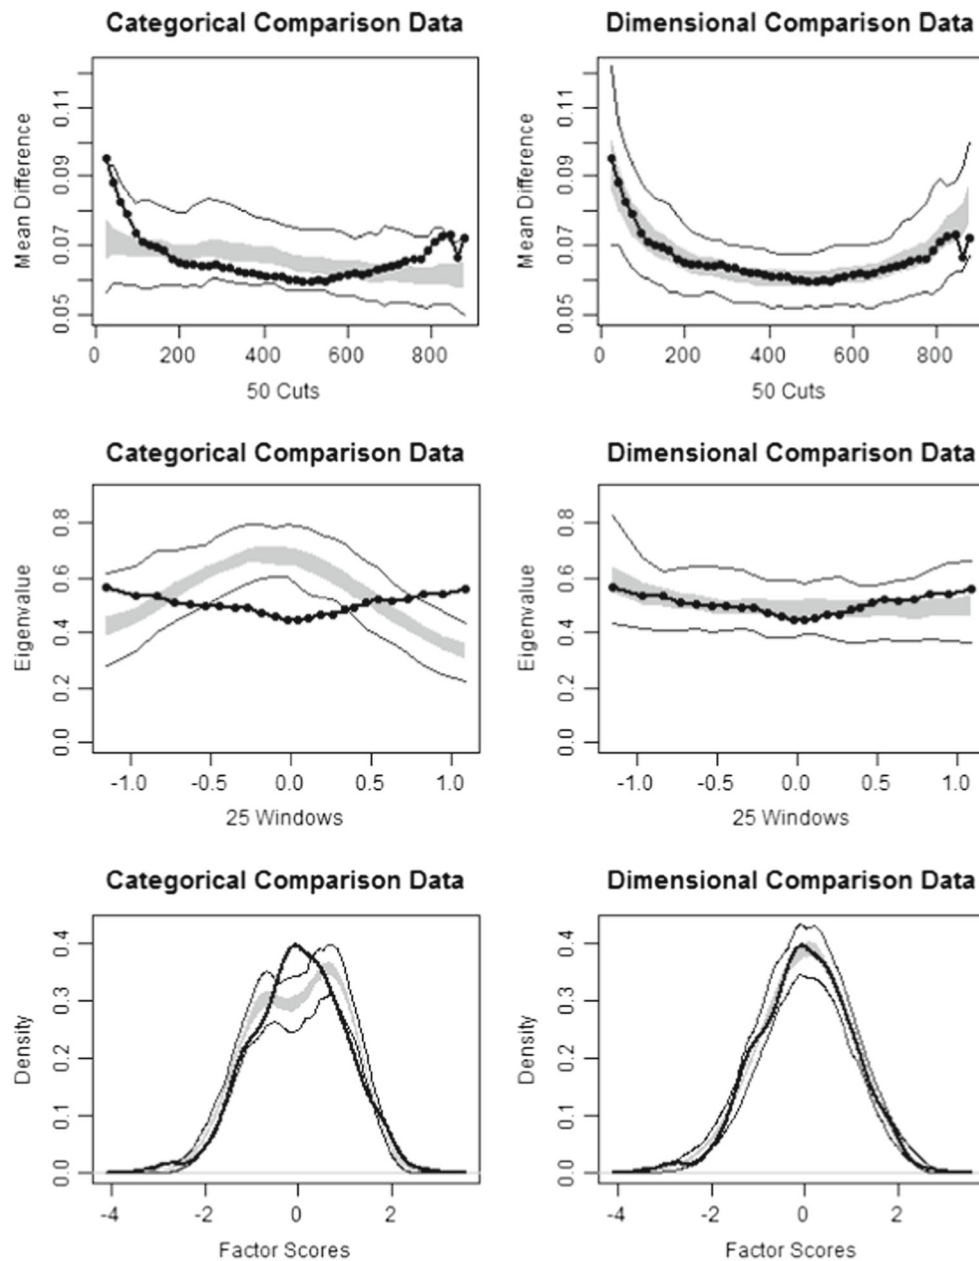 Categorical Comparison Data
Dimensional Comparison Data
Mean Difference
0.05 0.07 0.09 0.11
0 200 400 600 800
50 Cuts
Mean Difference
0.05 0.07 0.09 0.11
0 200 400 600 800
50 Cuts
Categorical Comparison Data
Dimensional Comparison Data
Eigenvalue
0.0 0.2 0.4 0.6 0.8
-1.0 -0.5 0.0 0.5 1.0
25 Windows
Eigenvalue
0.0 0.2 0.4 0.6 0.8
-1.0 -0.5 0.0 0.5 1.0
25 Windows
Categorical Comparison Data
Dimensional Comparison Data
Density
0.0 0.1 0.2 0.3 0.4
-4 -2 0 2
Factor Scores
Density
0.0 0.1 0.2 0.3 0.4
-4 -2 0 2
Factor Scores